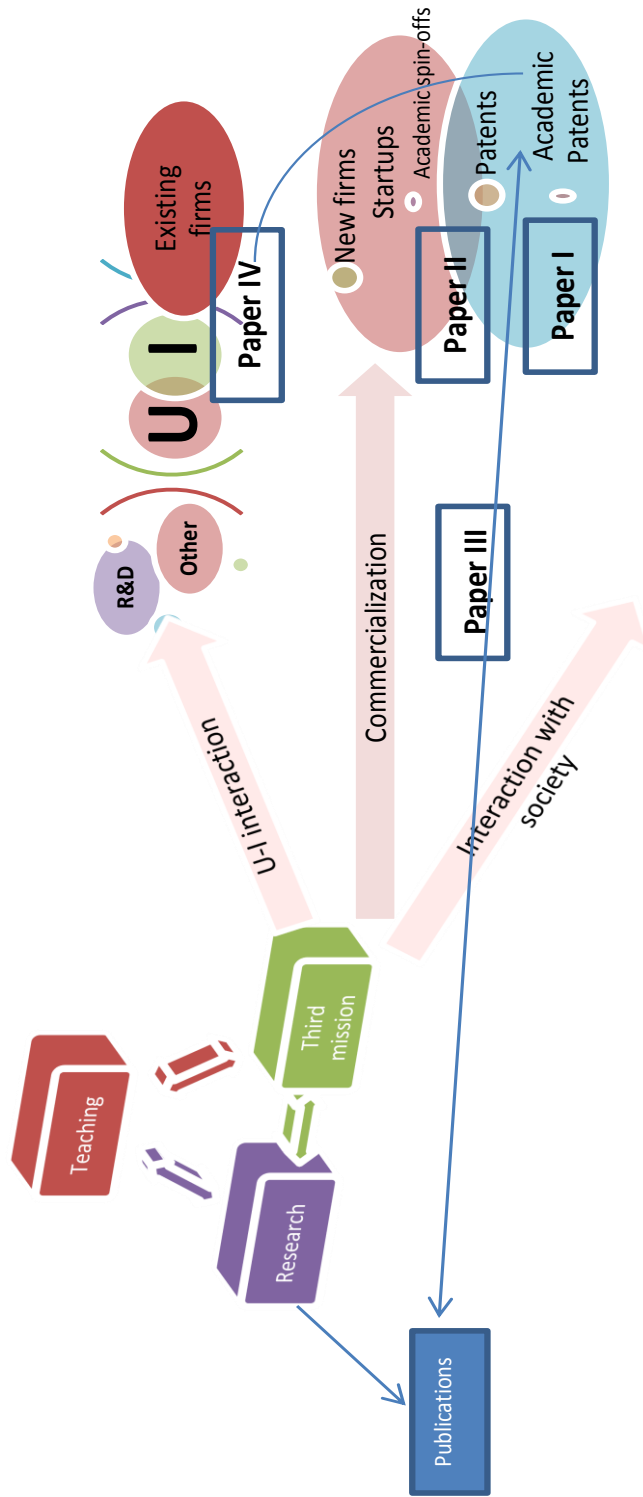 Teaching
Research
Third
mission
Publications
U-I interaction
Commercialization
Interaction with
society
R&D
Other
U
I
Existing
firms
Paper IV
New firms
Startups
Academic spin-offs
Paper II
Patents
Academic
Patents
Paper I
Paper III